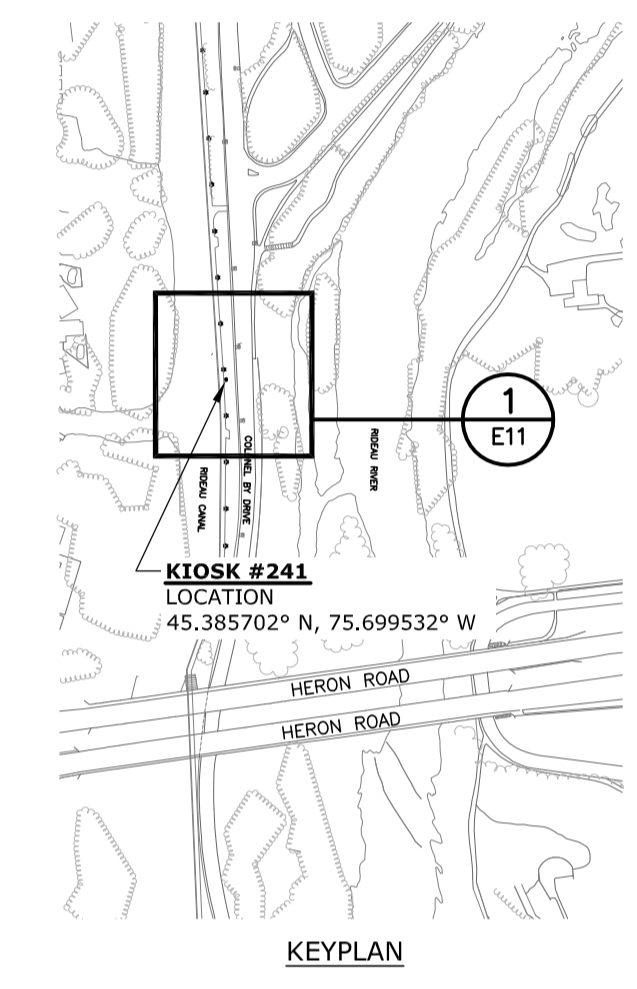 1
E11
COLONEL BY DRIVE
RIDEAU RIVER
RIDEAU CANAL
KIOSK #241
LOCATION
45.385702° N, 75.699532° W
HERON ROAD
HERON ROAD
KEYPLAN